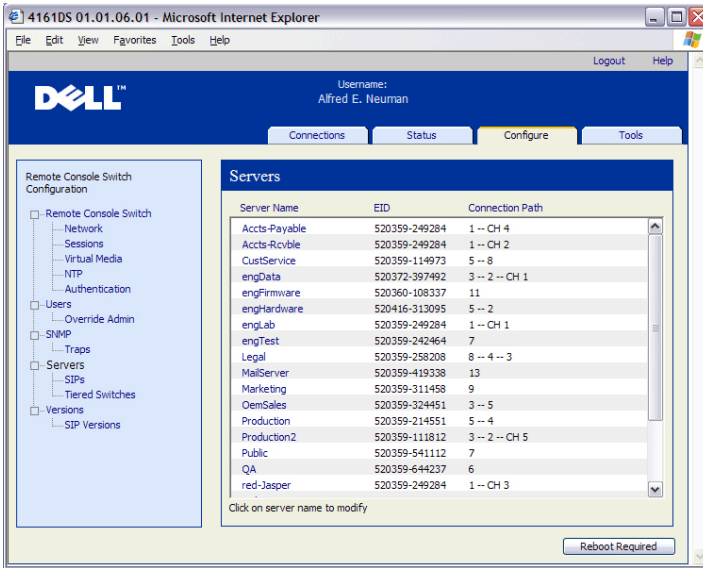 4161DS 01.01.06.01 - Microsoft Internet Explorer
File Edit View Favorites Tools Help
Logout Help
DELL™
Username:
Alfred E. Neuman
Connections Status Configure Tools
Remote Console Switch
Configuration
Remote Console Switch
Network
Sessions
Virtual Media
NTP
Authentication
Users
Override Admin
SNMP
Traps
Servers
SIPs
Tiered Switches
Versions
SIP Versions
Servers
Server Name EID Connection Path
Accts-Payable 520359-249284 1 -- CH 4
Accts-Rcvble 520359-249284 1 -- CH 2
CustService 520359-114973 5 -- 8
engData 520372-397492 3 -- 2 -- CH 1
engFirmware 520360-108337 11
engHardware 520416-313095 5 -- 2
engLab 520359-249284 1 -- CH 1
engTest 520359-242464 7
Legal 520359-258208 8 -- 4 -- 3
MailServer 520359-419338 13
Marketing 520359-311458 9
OemSales 520359-324451 3 -- 5
Production 520359-214551 5 -- 4
Production2 520359-111812 3 -- 2 -- CH 5
Public 520359-541112 7
QA 520359-644237 6
red-Jasper 520359-249284 1 -- CH 3
Click on server name to modify
Reboot Required